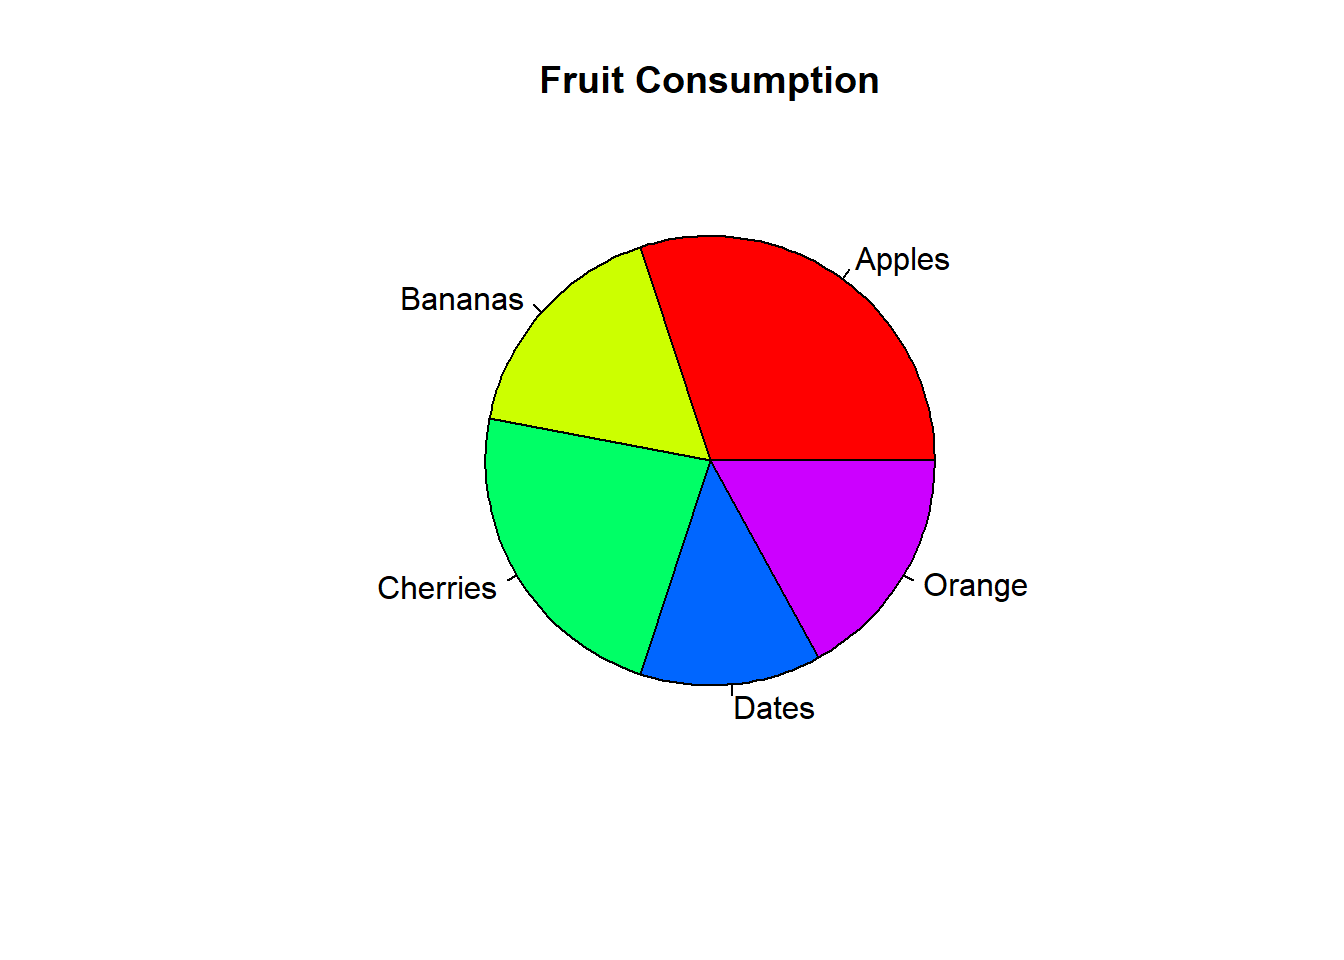 Fruit Consumption
Apples
Bananas
Cherries
Orange
Dates